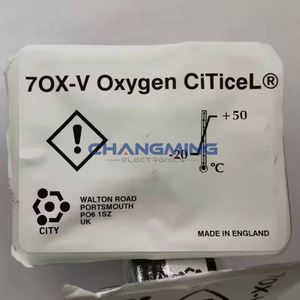 7OX-V Oxygen CiTiceL®
+50
-20
°C
CHANGMING
ELECTRONICS
CITY
WALTON ROAD
PORTSMOUTH
PO6 1SZ
UK
MADE IN ENGLAND